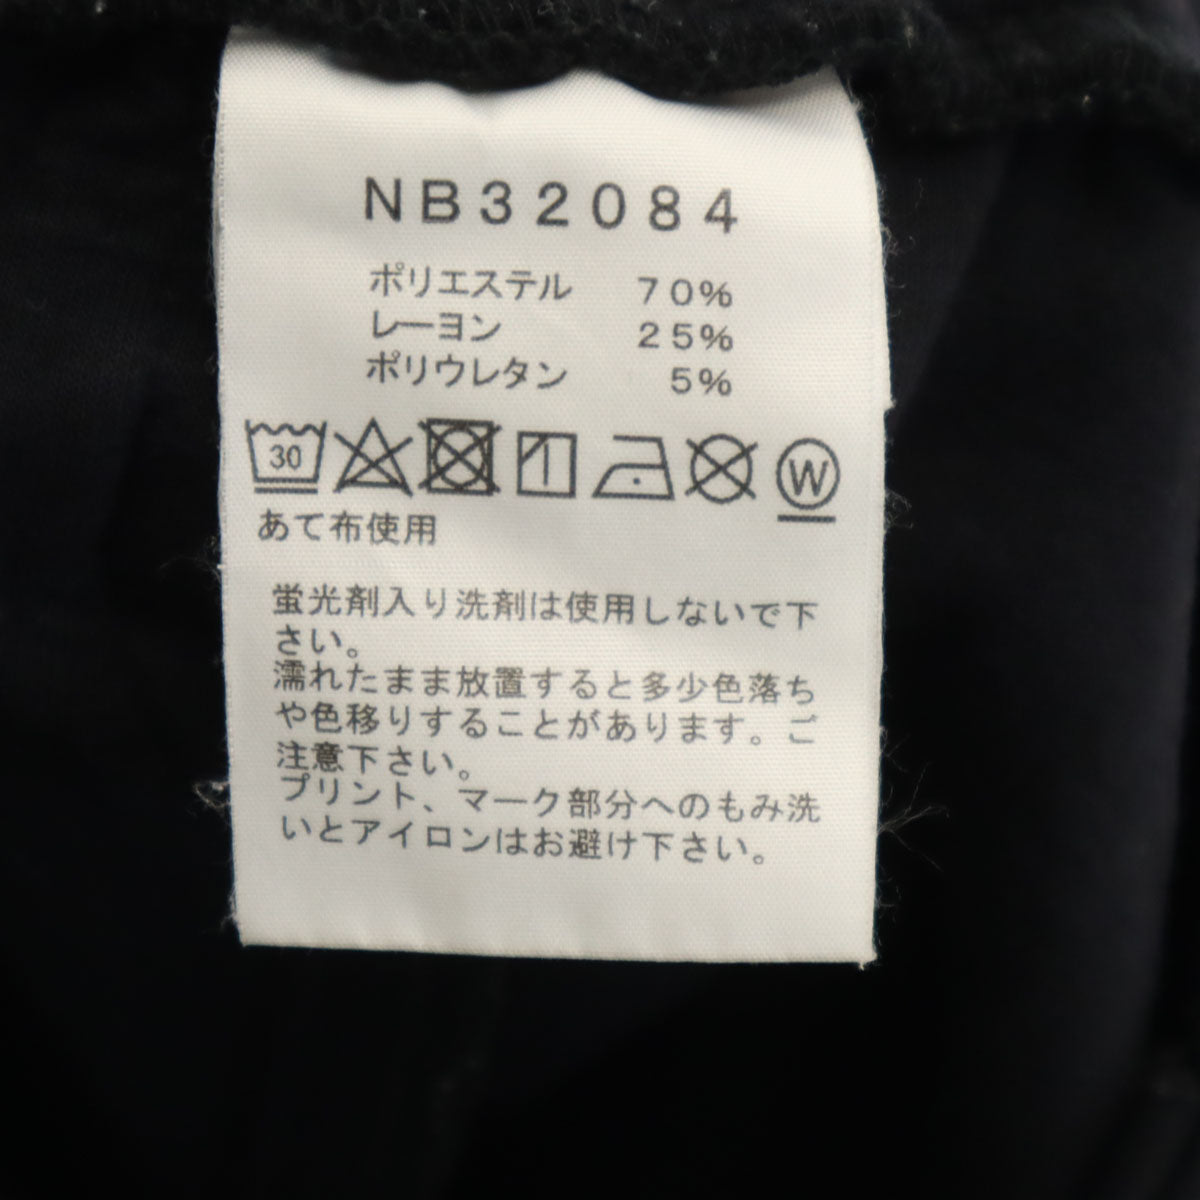 NB32084
ポリエステル 70%
レーヨン 25%
ポリウレタン 5%
30 W
あて布使用
蛍光剤入り洗剤は使用しないで下
さい。
濡れたまま放置すると多少色落ち
や色移りすることがあります。ご
注意下さい。
プリント、マーク部分へのもみ洗
いとアイロンはお避け下さい。